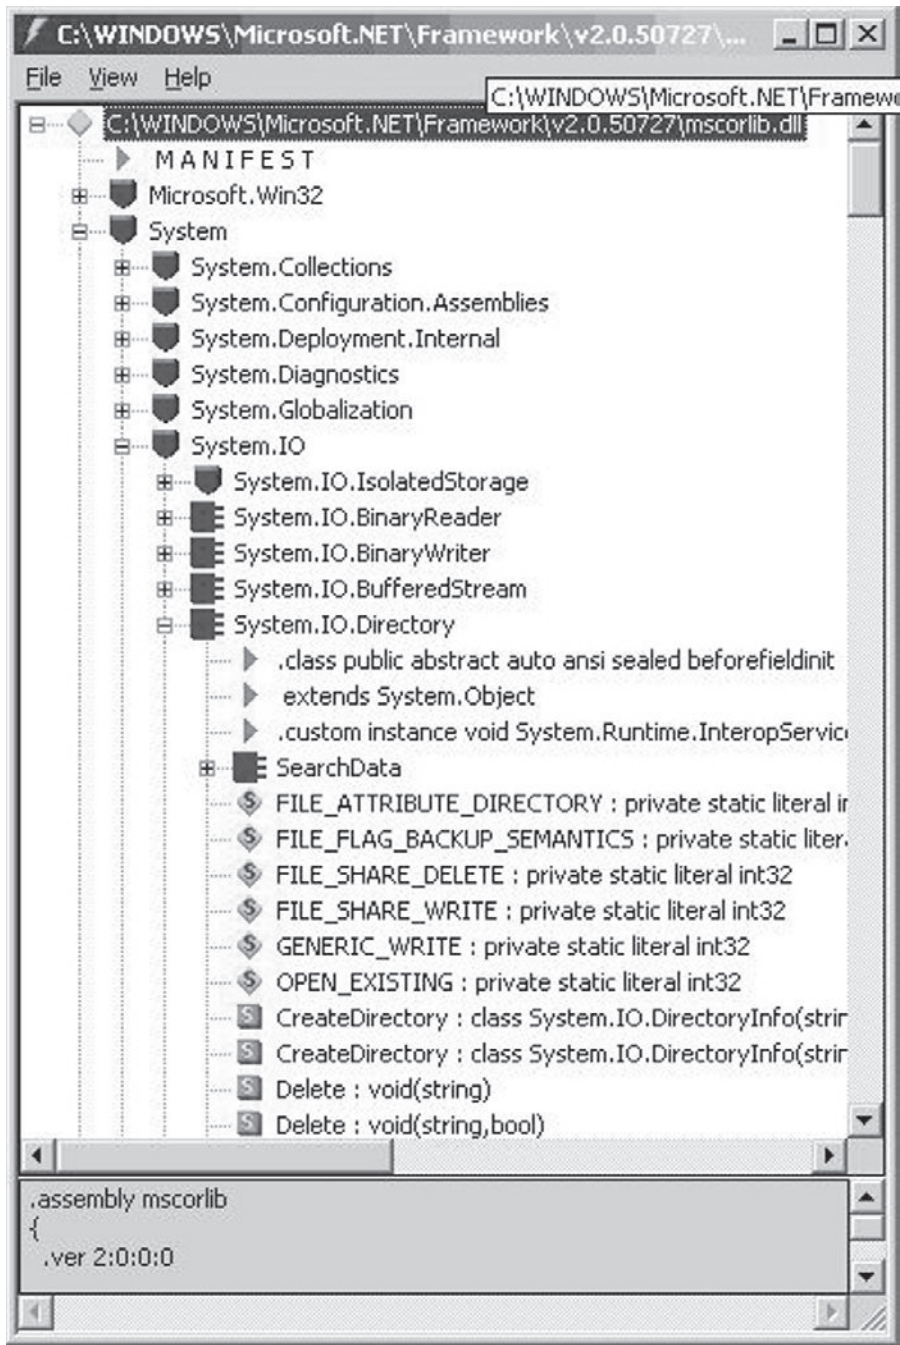 C:\WINDOWS\Microsoft.NET\Framework\v2.0.50727\...
File View Help
C:\WINDOWS\Microsoft.NET\Framewo
C:\WINDOWS\Microsoft.NET\Framework\v2.0.50727\mscorlib.dll
MANIFEST
Microsoft.Win32
System
System.Collections
System.Configuration.Assemblies
System.Deployment.Internal
System.Diagnostics
System.Globalization
System.IO
System.IO.IsolatedStorage
System.IO.BinaryReader
System.IO.BinaryWriter
System.IO.BufferedStream
System.IO.Directory
.class public abstract auto ansi sealed beforefieldinit
extends System.Object
.custom instance void System.Runtime.InteropService
SearchData
FILE_ATTRIBUTE_DIRECTORY : private static literal in
FILE_FLAG_BACKUP_SEMANTICS : private static litera
FILE_SHARE_DELETE : private static literal int32
FILE_SHARE_WRITE : private static literal int32
GENERIC_WRITE : private static literal int32
OPEN_EXISTING : private static literal int32
CreateDirectory : class System.IO.DirectoryInfo(strin
CreateDirectory : class System.IO.DirectoryInfo(strin
Delete : void(string)
Delete : void(string,bool)
.assembly mscorlib
{
.ver 2:0:0:0